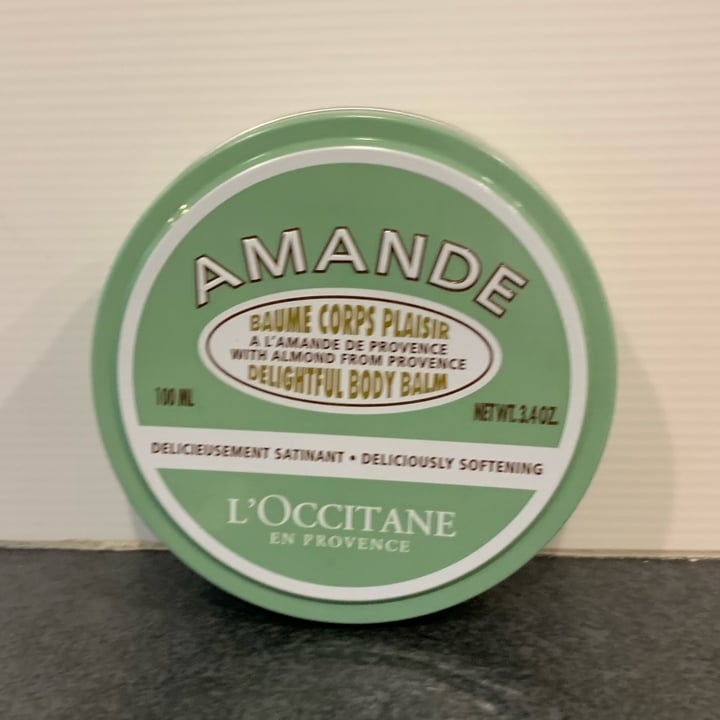 AMANDE
BAUME CORPS PLAISIR
A L'AMANDE DE PROVENCE
WITH ALMOND FROM PROVENCE
DELIGHTFUL BODY BALM
100 ML
NET WT. 3.4 OZ.
DELICIEUSEMENT SATINANT • DELICIOUSLY SOFTENING
L'OCCITANE
EN PROVENCE